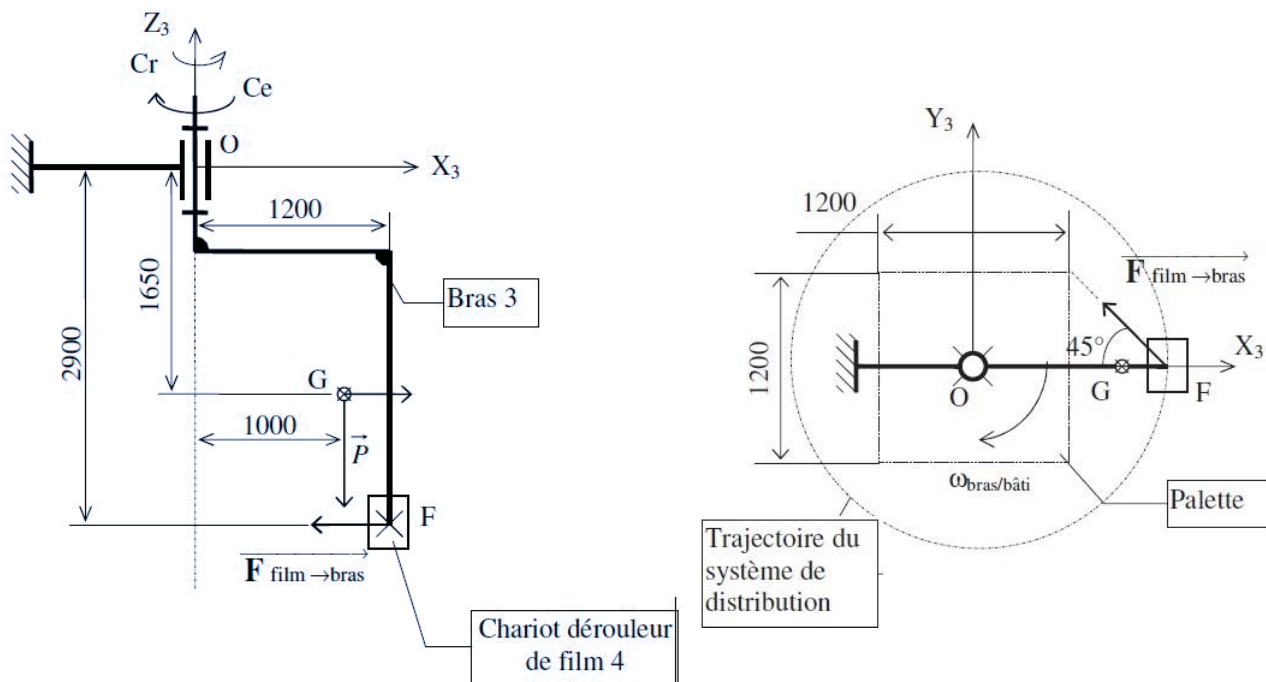 Z₃
Cr
Ce
O
X₃
1200
1650
2900
Bras 3
G
1000
P
F
F film→bras
Chariot dérouleur
de film 4
Y₃
1200
F film→bras
45°
X₃
1200
O
G
F
ωbras/bâti
Palette
Trajectoire du
système de
distribution